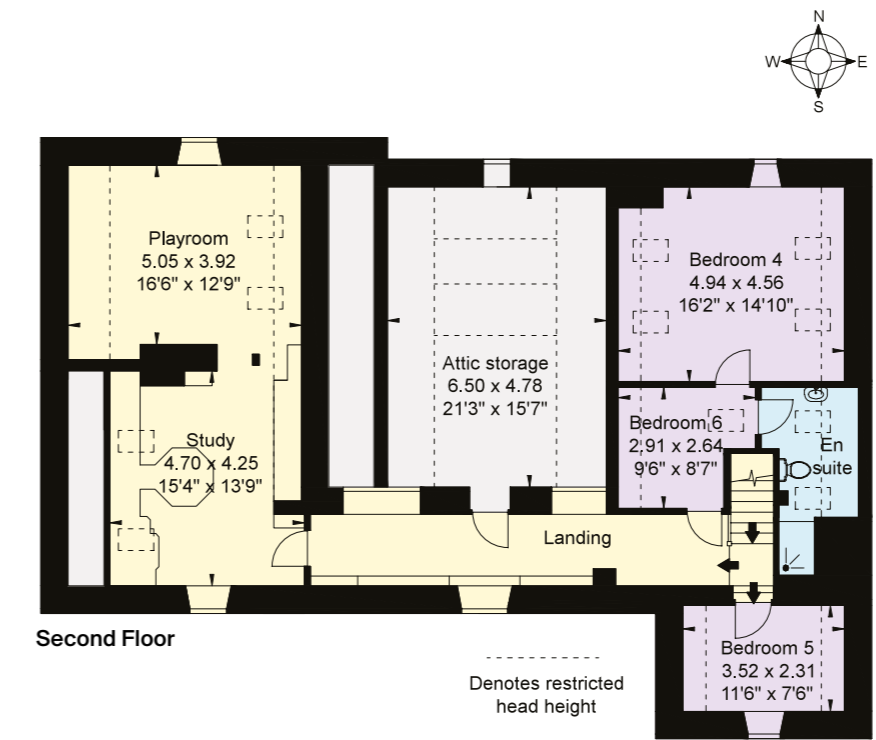 N
W E
S
Playroom
5.05 x 3.92
16'6" x 12'9"
Bedroom 4
4.94 x 4.56
16'2" x 14'10"
Attic storage
6.50 x 4.78
21'3" x 15'7"
Bedroom 6
2.91 x 2.64
9'6" x 8'7"
En
suite
Study
4.70 x 4.25
15'4" x 13'9"
Landing
Second Floor
Bedroom 5
3.52 x 2.31
11'6" x 7'6"
Denotes restricted
head height